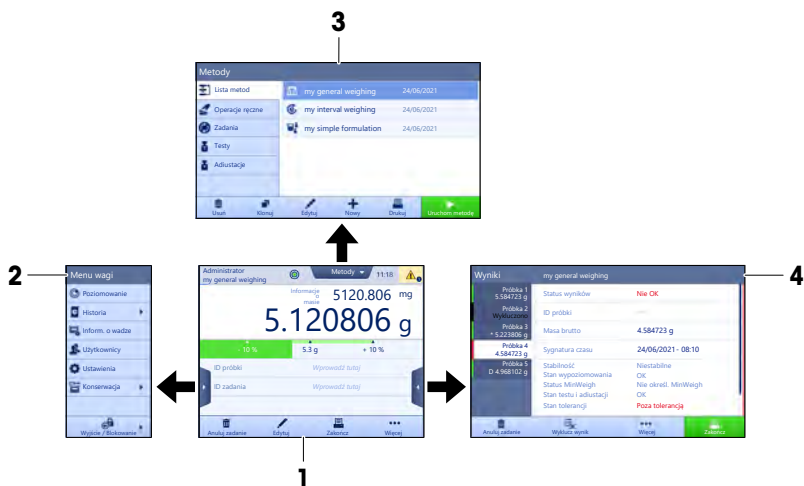 3
Metody
Lista metod
my general weighing 24/06/2021
Operacje ręczne
my interval weighing 24/06/2021
Zadania
my simple formulation 24/06/2021
Testy
Adiustacje
Usuń Klonuj Edytuj Nowy Drukuj Uruchom metodę
2
Menu wagi
Poziomowanie
Historia
Inform. o wadze
Użytkownicy
Ustawienia
Konserwacja
Wyjście / Blokowanie
Administrator
my general weighing
Metody
11:18
Informacje
o
masie
5120.806 mg
5.120806 g
- 10 % 5.3 g + 10 %
ID próbki Wprowadź tutaj
ID zadania Wprowadź tutaj
Anuluj zadanie Edytuj Zakończ Więcej
1
4
Wyniki my general weighing
Próbka 1
5.584723 g
Próbka 2
Wykluczono
Próbka 3
* 5.223806 g
Próbka 4
4.584723 g
Próbka 5
D 4.968102 g
Status wyników Nie OK
ID próbki
Masa brutto 4.584723 g
Sygnatura czasu 24/06/2021 - 08:10
Stabilność Niestabilne
Stan wypoziomowania OK
Status MinWeigh Nie określ. MinWeigh
Stan testu i adiustacji OK
Stan tolerancji Poza tolerancją
Anuluj zadanie Wyklucz wynik Więcej Zakończ